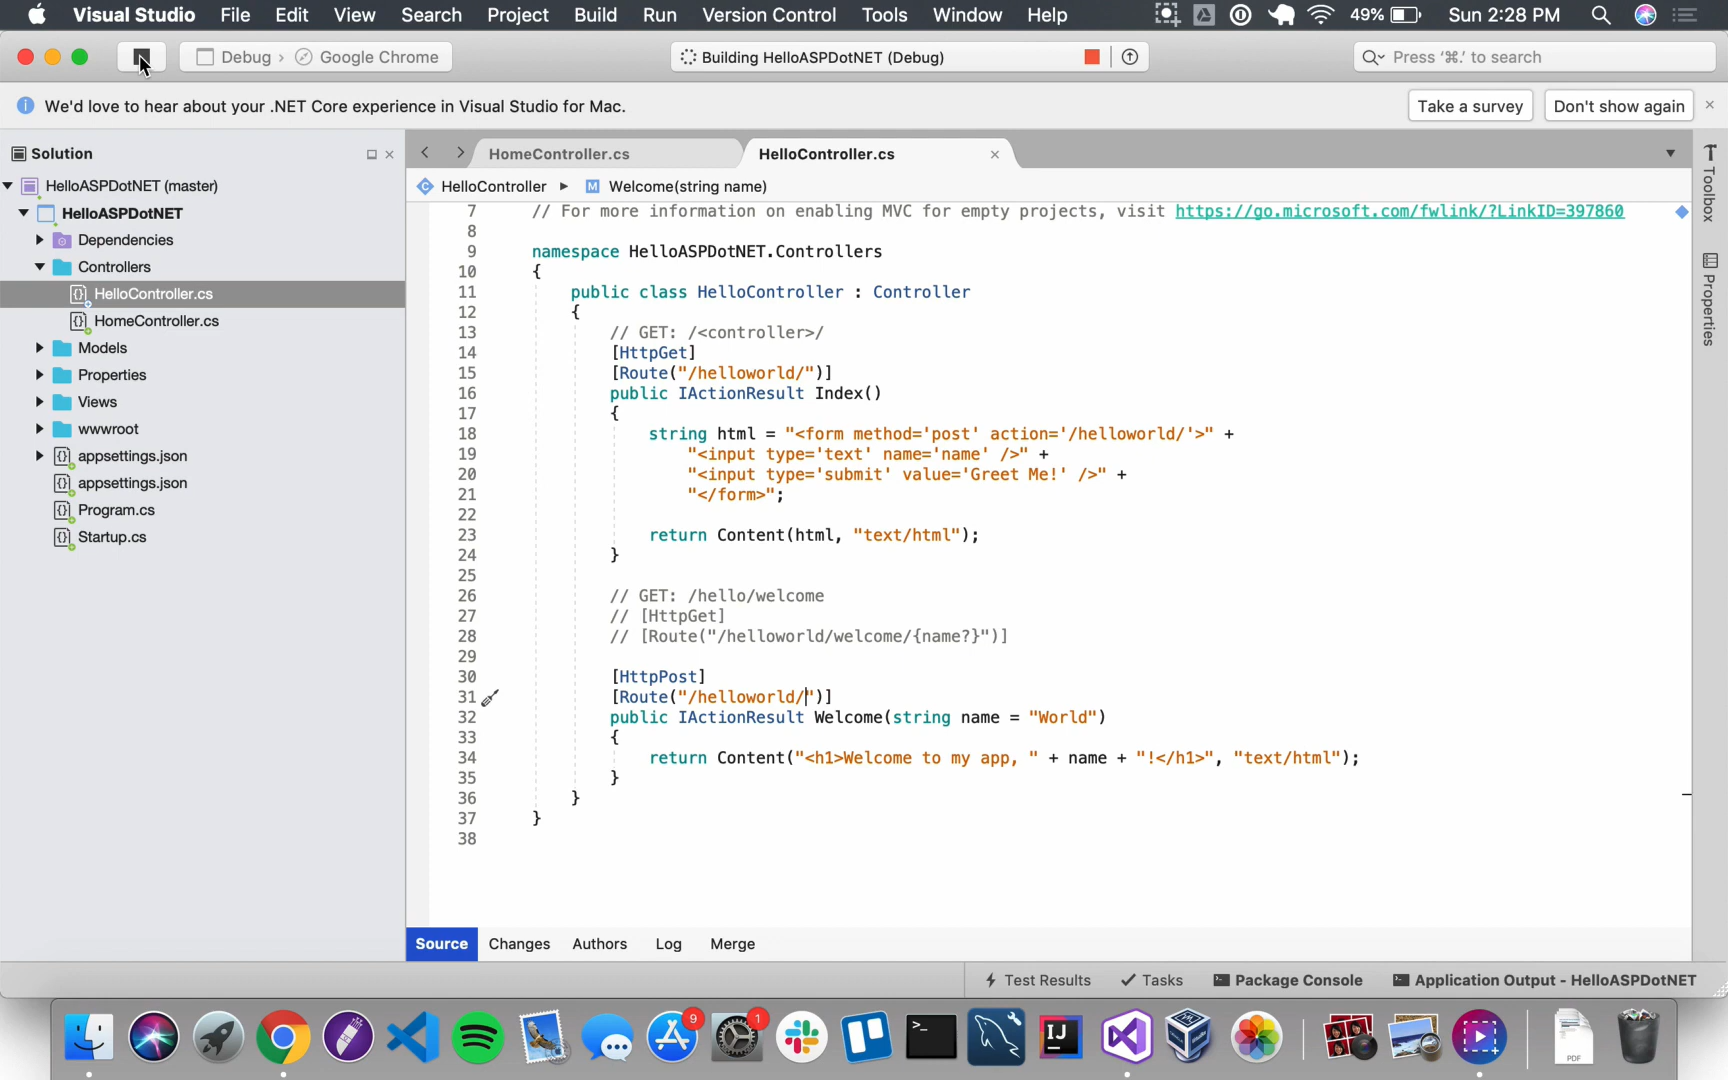 Visual Studio File Edit View Search Project Build Run Version Control Tools Window Help 49% Sun 2:28 PM
Debug › Google Chrome Building HelloASPDotNET (Debug) Press '⌘.' to search
We'd love to hear about your .NET Core experience in Visual Studio for Mac. Take a survey Don't show again
Solution
HelloASPDotNET (master)
HelloASPDotNET
Dependencies
Controllers
HelloController.cs
HomeController.cs
Models
Properties
Views
wwwroot
appsettings.json
appsettings.json
Program.cs
Startup.cs
HomeController.cs HelloController.cs
HelloController Welcome(string name)
7 // For more information on enabling MVC for empty projects, visit https://go.microsoft.com/fwlink/?LinkID=397860
8
9 namespace HelloASPDotNET.Controllers
10 {
11 public class HelloController : Controller
12 {
13 // GET: /<controller>/
14 [HttpGet]
15 [Route("/helloworld/")]
16 public IActionResult Index()
17 {
18 string html = "<form method='post' action='/helloworld/'>" +
19 "<input type='text' name='name' />" +
20 "<input type='submit' value='Greet Me!' />" +
21 "</form>";
22
23 return Content(html, "text/html");
24 }
25
26 // GET: /hello/welcome
27 // [HttpGet]
28 // [Route("/helloworld/welcome/{name?}")]
29
30 [HttpPost]
31 [Route("/helloworld/")]
32 public IActionResult Welcome(string name = "World")
33 {
34 return Content("<h1>Welcome to my app, " + name + "!</h1>", "text/html");
35 }
36 }
37 }
38
Toolbox
Properties
Source Changes Authors Log Merge
Test Results Tasks Package Console Application Output - HelloASPDotNET
9 1 >_ IJ PDF